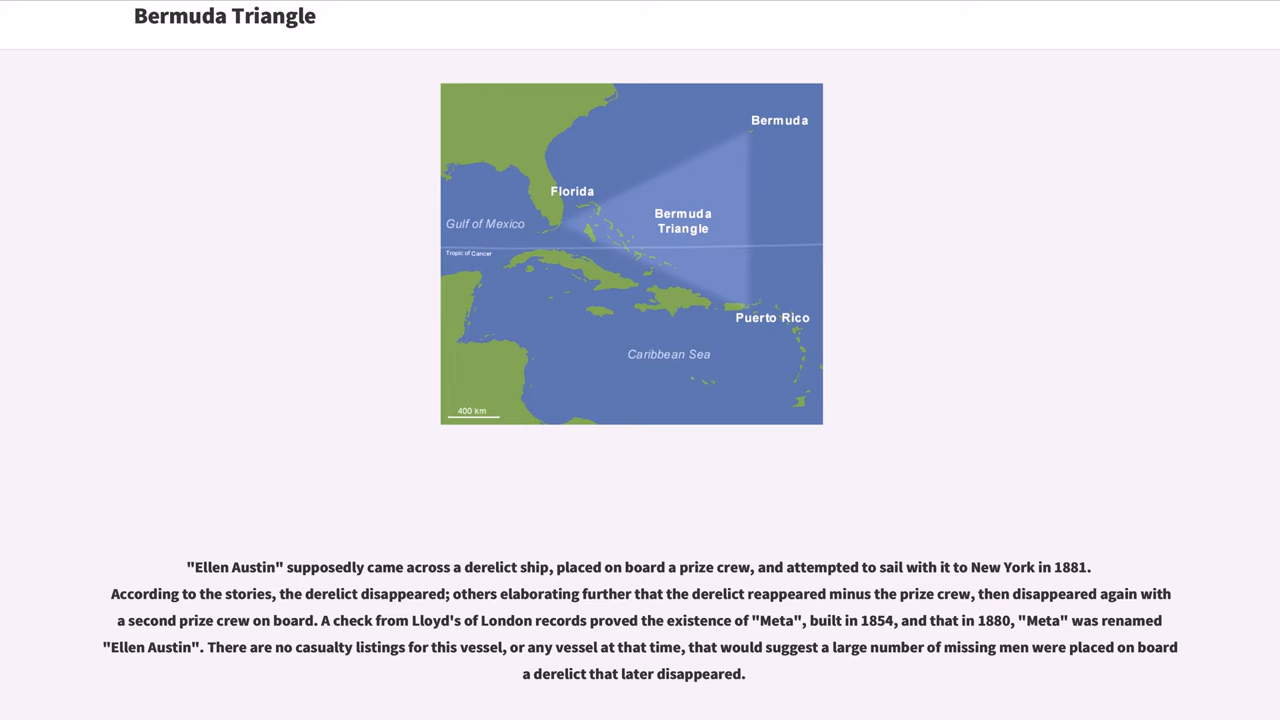 Bermuda Triangle
Bermuda
Florida
Bermuda
Triangle
Gulf of Mexico
Tropic of Cancer
Puerto Rico
Caribbean Sea
400 km
"Ellen Austin" supposedly came across a derelict ship, placed on board a prize crew, and attempted to sail with it to New York in 1881.
According to the stories, the derelict disappeared; others elaborating further that the derelict reappeared minus the prize crew, then disappeared again with
a second prize crew on board. A check from Lloyd's of London records proved the existence of "Meta", built in 1854, and that in 1880, "Meta" was renamed
"Ellen Austin". There are no casualty listings for this vessel, or any vessel at that time, that would suggest a large number of missing men were placed on board
a derelict that later disappeared.